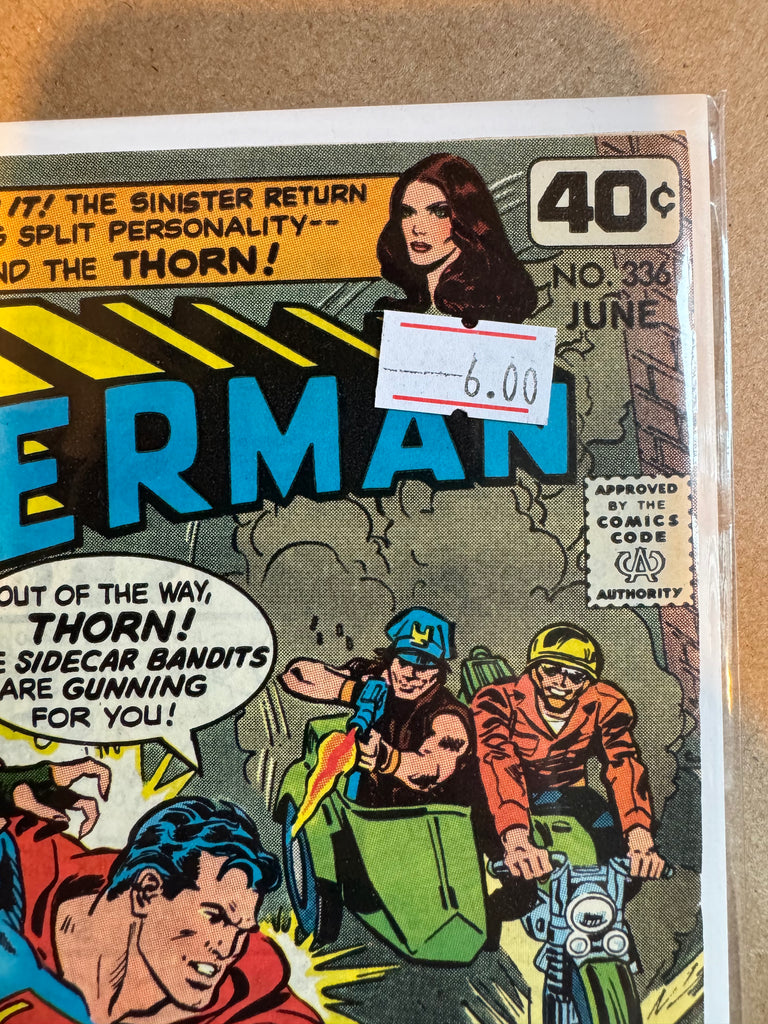 IT! THE SINISTER RETURN
SPLIT PERSONALITY--
THE THORN!
40¢
NO. 336
JUNE
6.00
ERMAN
APPROVED
BY THE
COMICS
CODE
CA
AUTHORITY
OUT OF THE WAY,
THORN!
SIDECAR BANDITS
ARE GUNNING
FOR YOU!